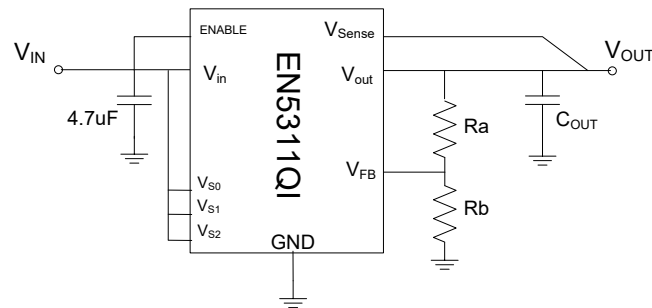 ENABLE
V_Sense
V_IN
V_in
EN5311QI
V_out
V_OUT
4.7uF
Ra
C_OUT
V_FB
V_S0
V_S1
V_S2
Rb
GND